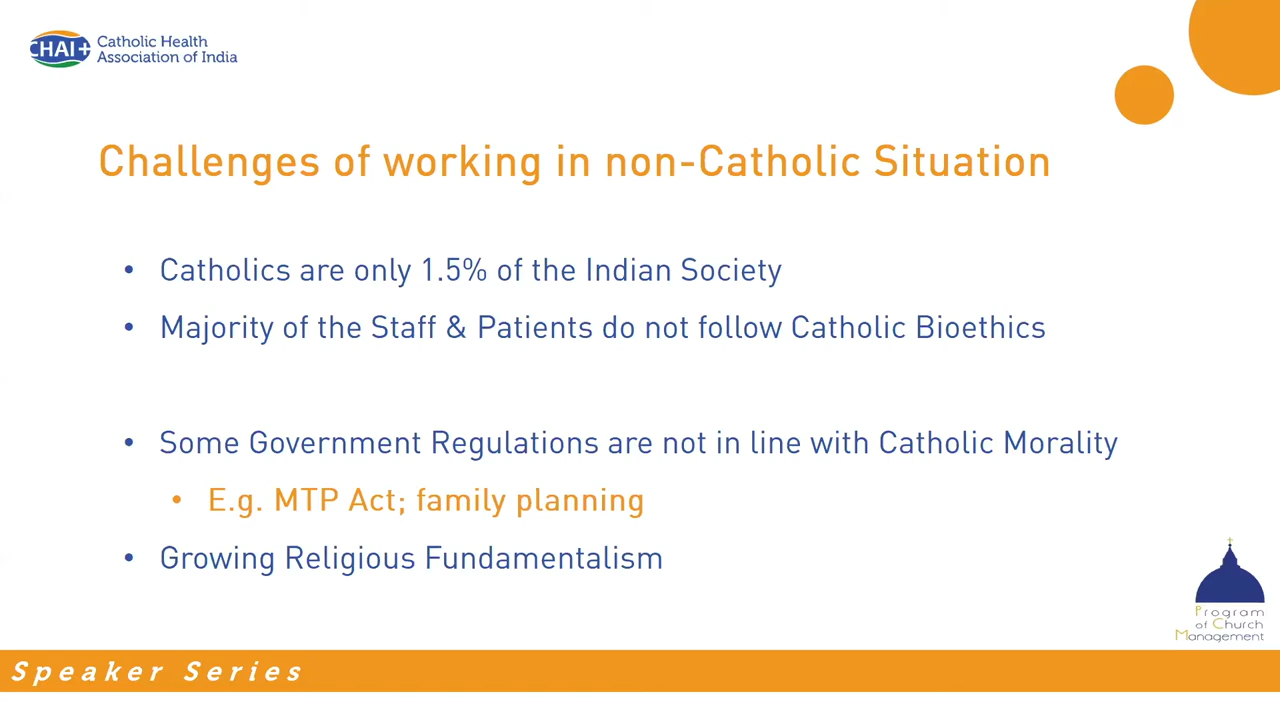 CHAI+ Catholic Health
Association of India
Challenges of working in non-Catholic Situation
• Catholics are only 1.5% of the Indian Society
• Majority of the Staff & Patients do not follow Catholic Bioethics
• Some Government Regulations are not in line with Catholic Morality
• E.g. MTP Act; family planning
• Growing Religious Fundamentalism
Program
of Church
Management
Speaker Series